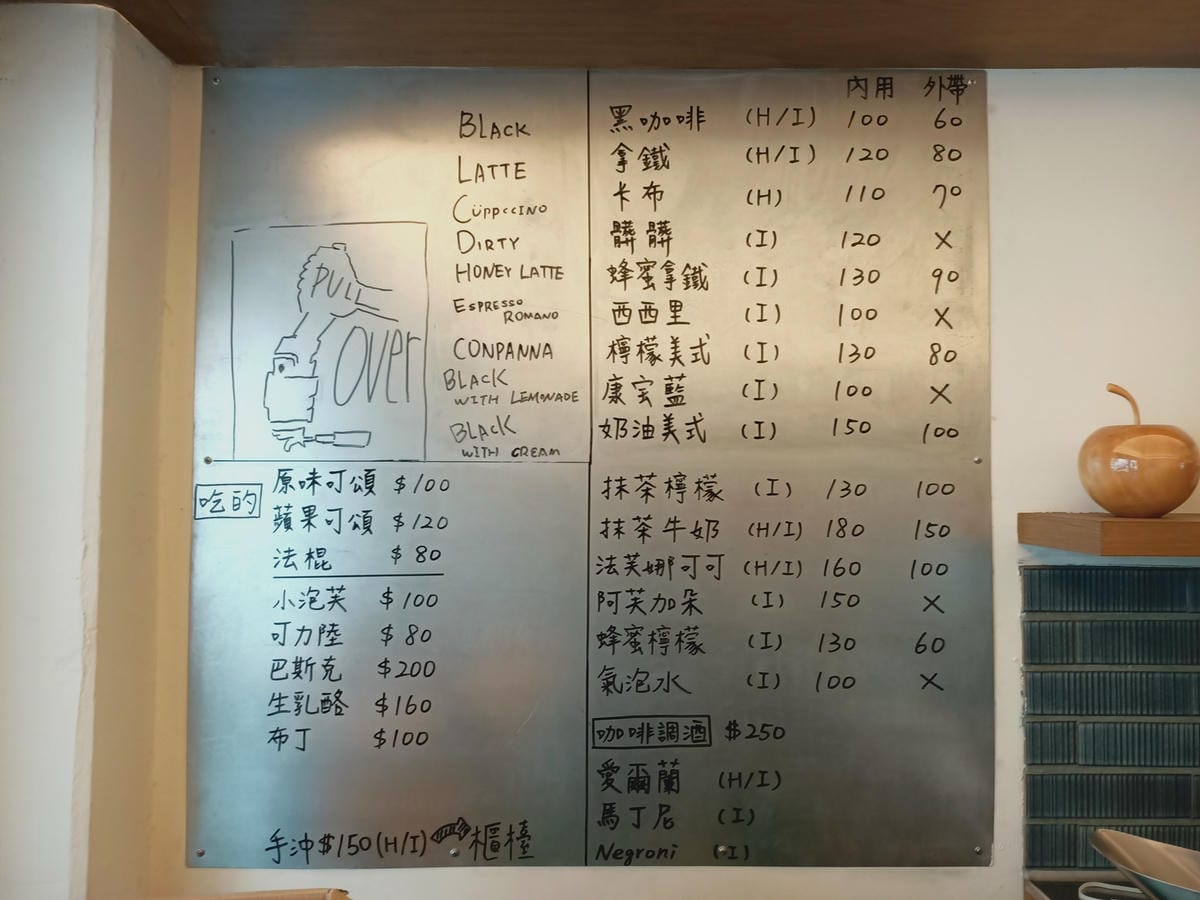 BLACK
LATTE
CÜPPCCINO
DIRTY
HONEY LATTE
ESPRESSO
ROMANO
CONPANNA
BLACK
WITH LEMONADE
BLACK
WITH CREAM
PULL
OVER
內用 外帶
黑咖啡 (H/I) 100 60
拿鐵 (H/I) 120 80
卡布 (H) 110 70
髒髒 (I) 120 X
蜂蜜拿鐵 (I) 130 90
西西里 (I) 100 X
檸檬美式 (I) 130 80
康宝藍 (I) 100 X
奶油美式 (I) 150 100
抹茶檸檬 (I) 130 100
抹茶牛奶 (H/I) 180 150
法芙娜可可 (H/I) 160 100
阿芙加朵 (I) 150 X
蜂蜜檸檬 (I) 130 60
氣泡水 (I) 100 X
咖啡調酒 $250
愛爾蘭 (H/I)
馬丁尼 (I)
Negroni (I)
吃的
原味可頌 $100
蘋果可頌 $120
法棍 $80
小泡芙 $100
可力陸 $80
巴斯克 $200
生乳酪 $160
布丁 $100
手沖$150(H/I) 櫃檯